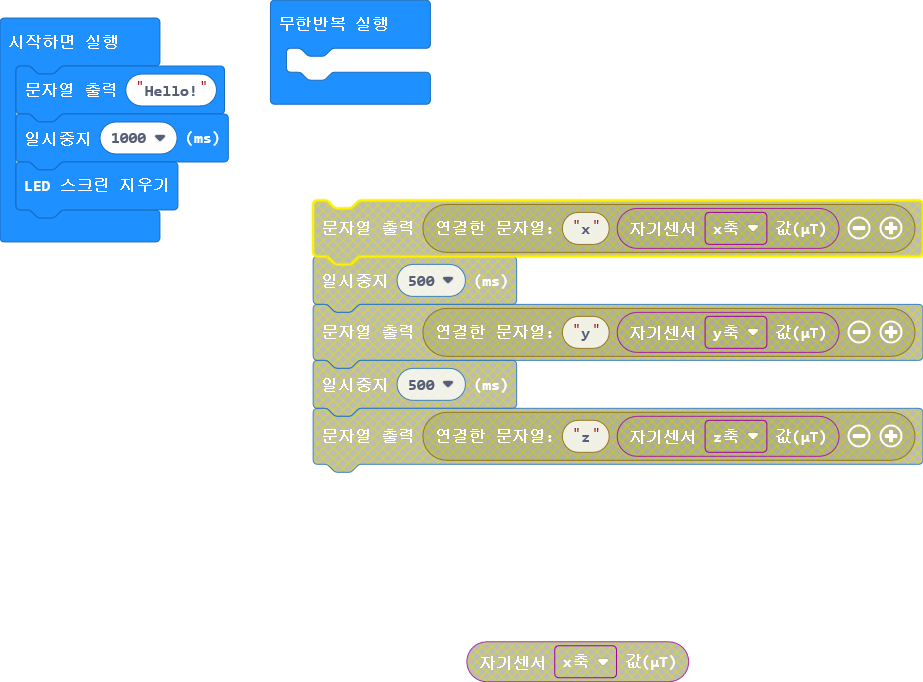 시작하면 실행
문자열 출력 "Hello!"
일시중지 1000 (ms)
LED 스크린 지우기
무한반복 실행
문자열 출력 연결한 문자열: "x" 자기센서 x축 값(μT)
일시중지 500 (ms)
문자열 출력 연결한 문자열: "y" 자기센서 y축 값(μT)
일시중지 500 (ms)
문자열 출력 연결한 문자열: "z" 자기센서 z축 값(μT)
자기센서 x축 값(μT)